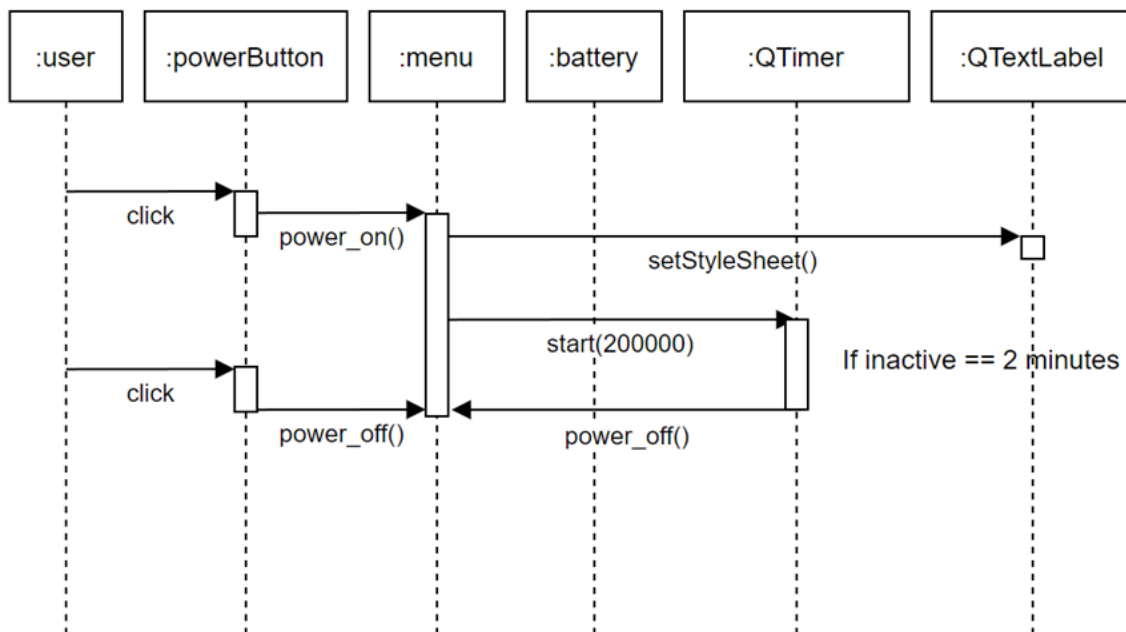 :user
:powerButton
:menu
:battery
:QTimer
:QTextLabel
click
power_on()
setStyleSheet()
start(200000)
If inactive == 2 minutes
click
power_off()
power_off()